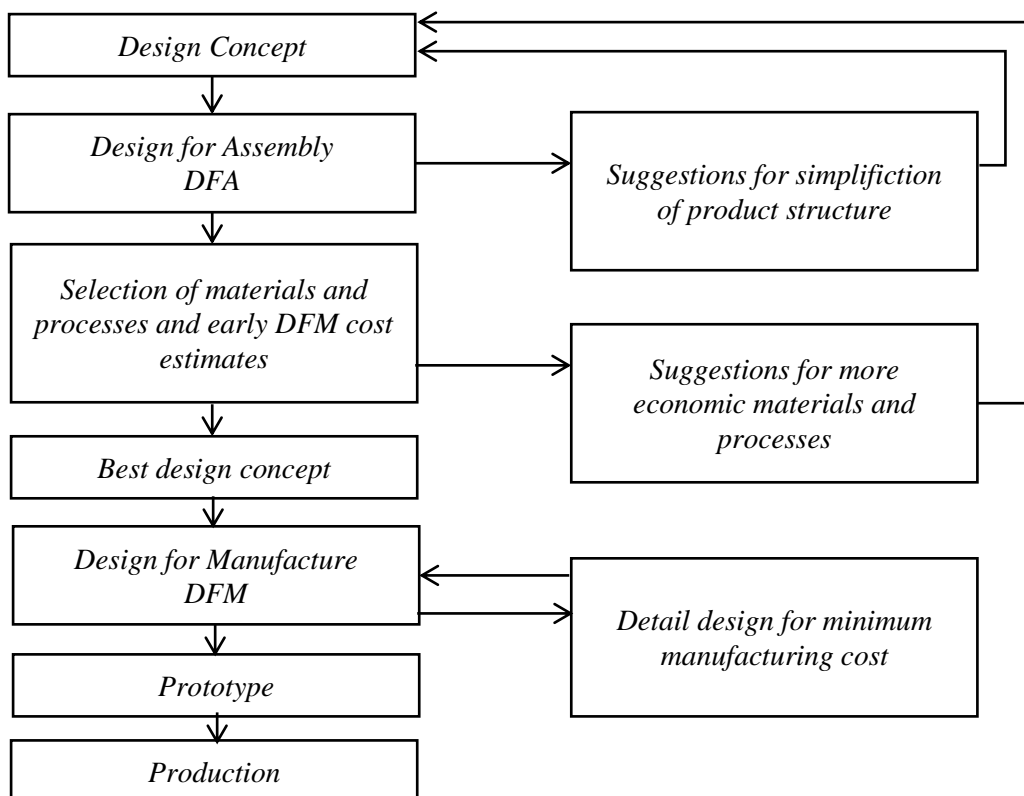 Design Concept
Design for Assembly
DFA
Suggestions for simplifiction
of product structure
Selection of materials and
processes and early DFM cost
estimates
Suggestions for more
economic materials and
processes
Best design concept
Design for Manufacture
DFM
Detail design for minimum
manufacturing cost
Prototype
Production